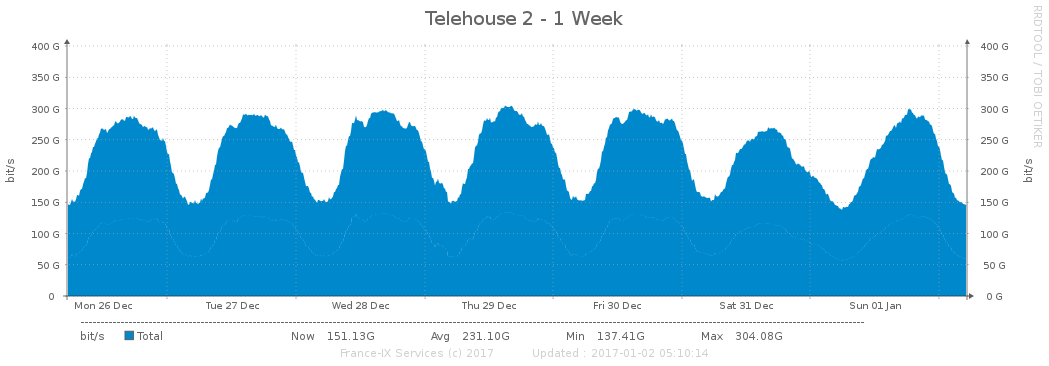 Telehouse 2 - 1 Week
RRDTOOL / TOBI OETIKER
400 G 400 G
350 G 350 G
300 G 300 G
250 G 250 G
200 G 200 G
150 G 150 G
100 G 100 G
50 G 50 G
0 0 G
bit/s bit/s
Mon 26 Dec Tue 27 Dec Wed 28 Dec Thu 29 Dec Fri 30 Dec Sat 31 Dec Sun 01 Jan
bit/s Total Now 151.13G Avg 231.10G Min 137.41G Max 304.08G
France-IX Services (c) 2017 Updated : 2017-01-02 05:10:14